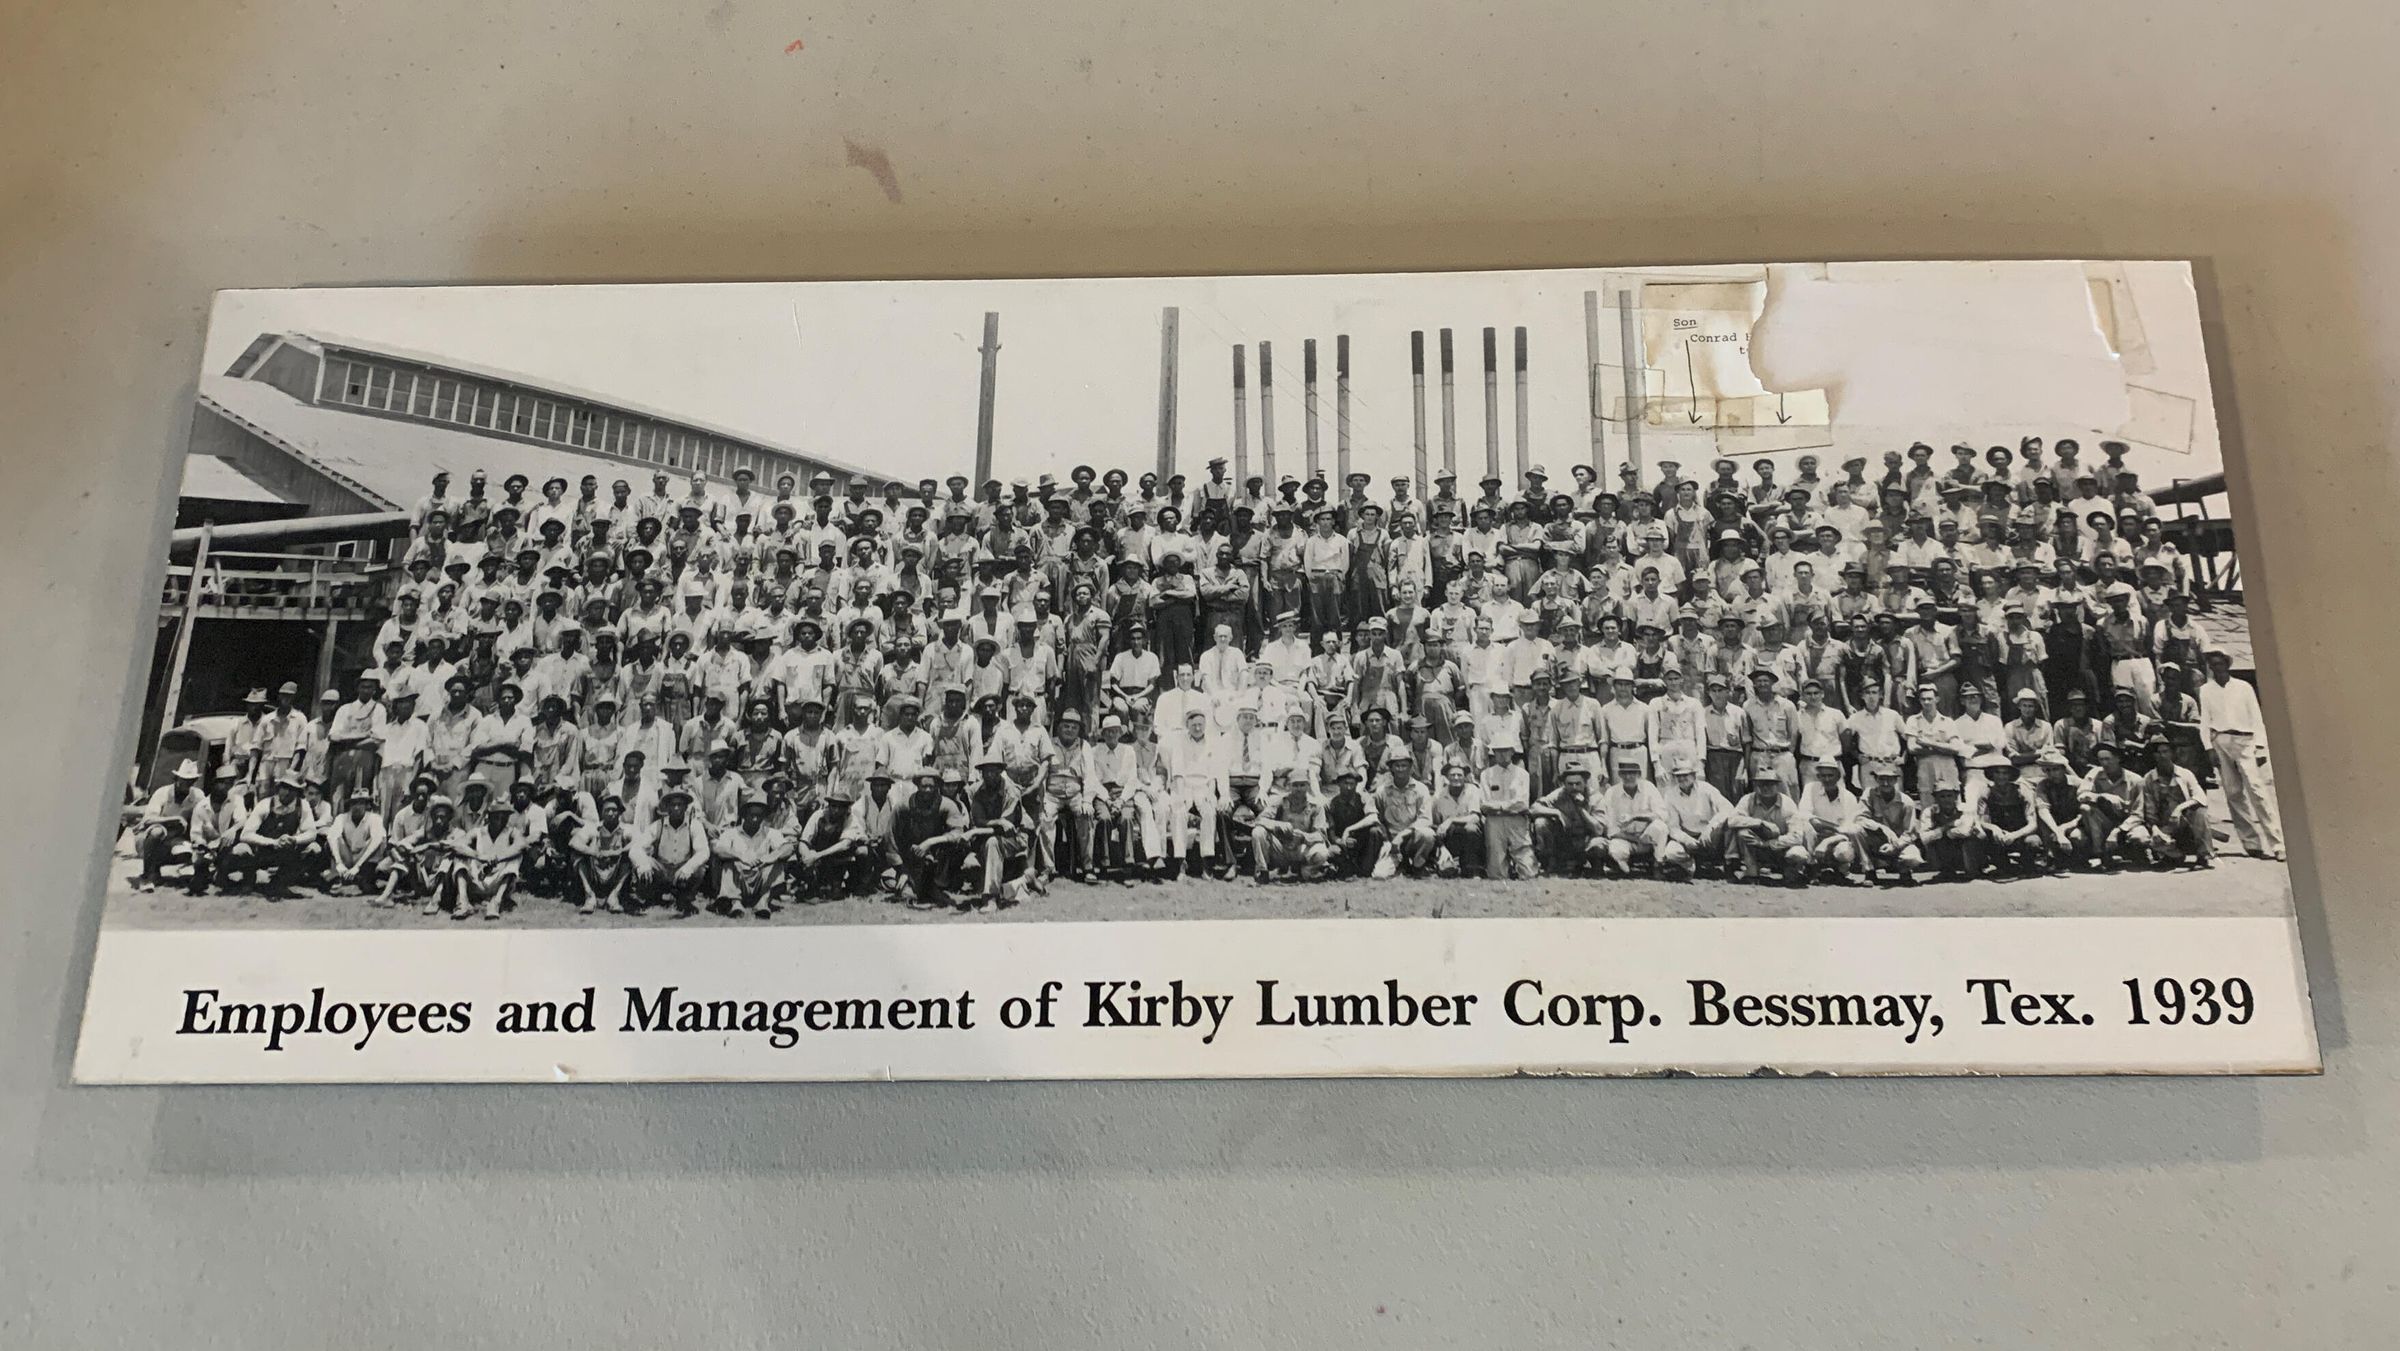 Son
Conrad
Employees and Management of Kirby Lumber Corp. Bessmay, Tex. 1939